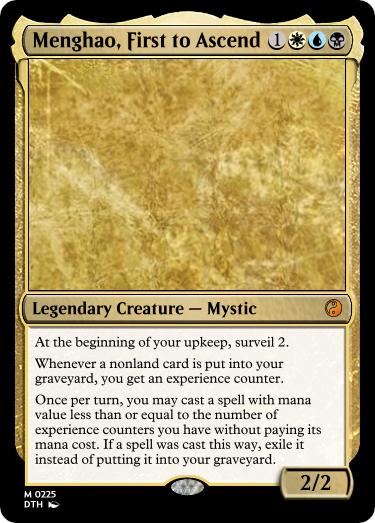 Menghao, First to Ascend 1
Legendary Creature — Mystic
At the beginning of your upkeep, surveil 2.
Whenever a nonland card is put into your
graveyard, you get an experience counter.
Once per turn, you may cast a spell with mana
value less than or equal to the number of
experience counters you have without paying its
mana cost. If a spell was cast this way, exile it
instead of putting it into your graveyard.
2/2
M 0225
DTH